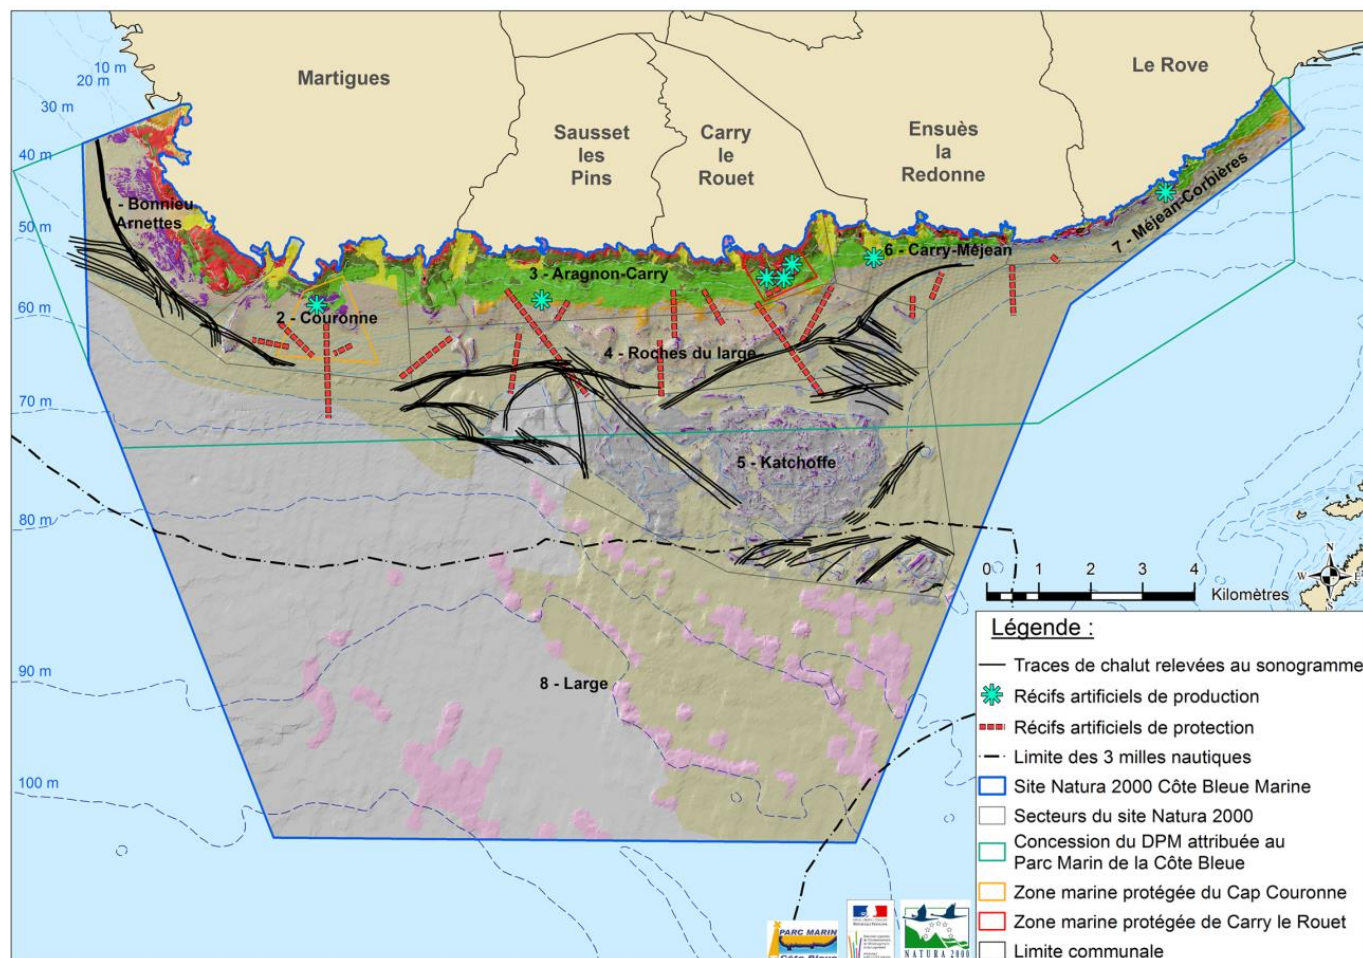 Martigues
Le Rove
10 m
20 m
30 m
40 m
50 m
60 m
70 m
80 m
90 m
100 m
Sausset
les
Pins
Carry
le
Rouet
Ensuès
la
Redonne
- Bonnieu
Arnettes
2 - Couronne
3 - Aragnon-Carry
6 - Carry-Méjean
7 - Méjean-Corbières
4 - Roches du large
5 - Katchoffe
8 - Large
N
W
E
S
0 1 2 3 4
Kilomètres
Légende :
Traces de chalut relevées au sonogramme
Récifs artificiels de production
Récifs artificiels de protection
Limite des 3 milles nautiques
Site Natura 2000 Côte Bleue Marine
Secteurs du site Natura 2000
Concession du DPM attribuée au
Parc Marin de la Côte Bleue
Zone marine protégée du Cap Couronne
Zone marine protégée de Carry le Rouet
Limite communale
PARC MARIN
Côte Bleue
NATURA 2000